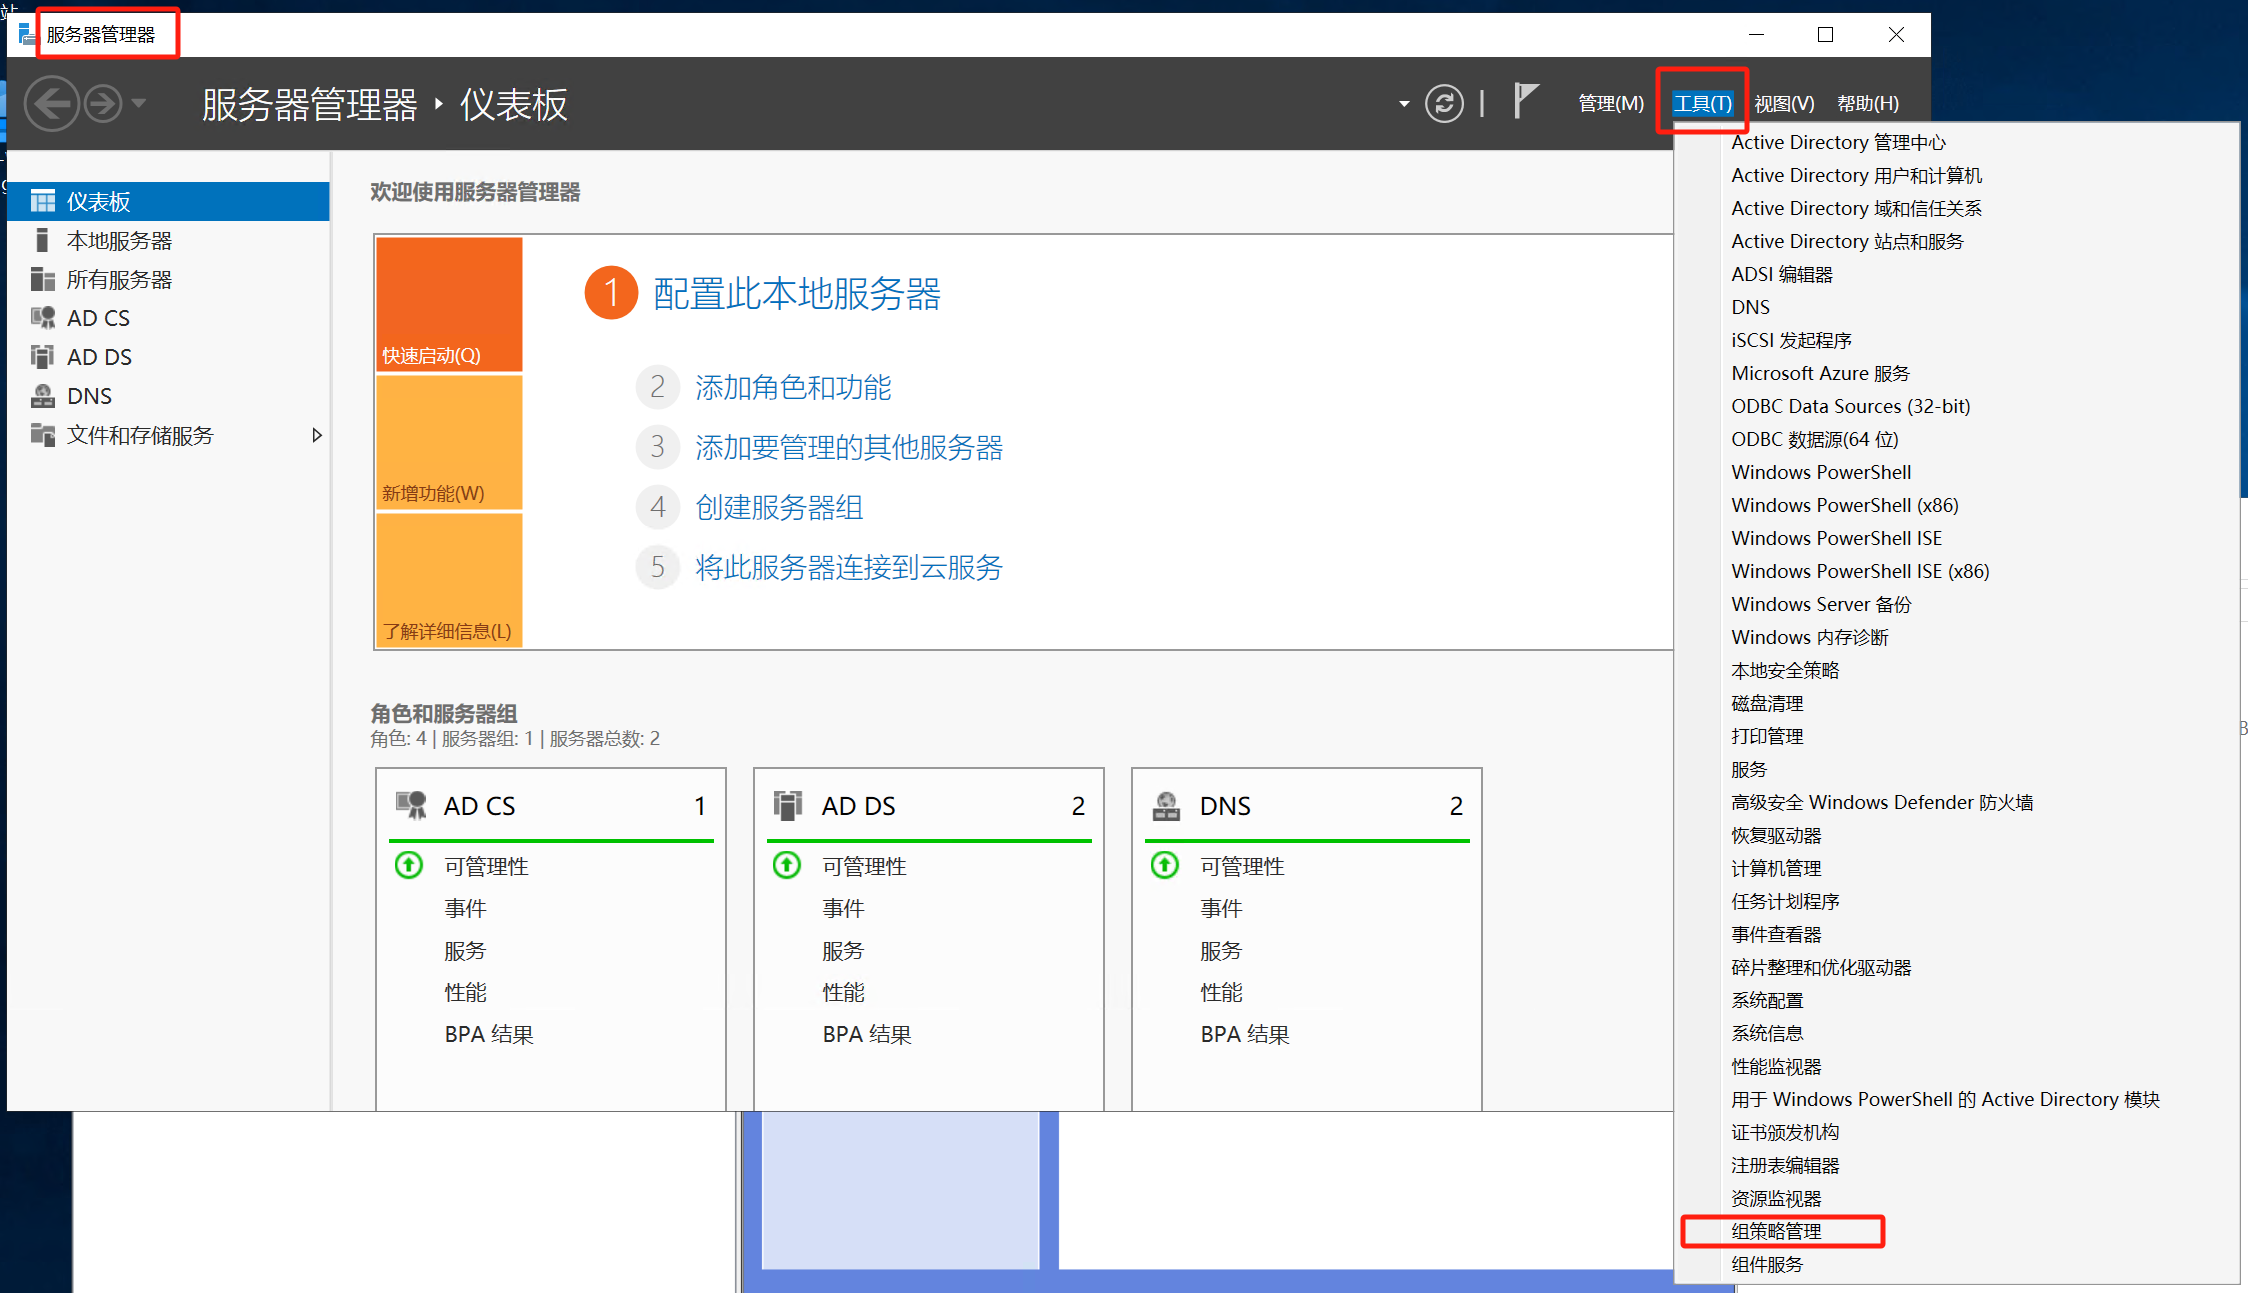 站
服务器管理器
服务器管理器 ‣ 仪表板
管理(M) 工具(T) 视图(V) 帮助(H)
仪表板
本地服务器
所有服务器
AD CS
AD DS
DNS
文件和存储服务
欢迎使用服务器管理器
快速启动(Q)
新增功能(W)
了解详细信息(L)
1 配置此本地服务器
2 添加角色和功能
3 添加要管理的其他服务器
4 创建服务器组
5 将此服务器连接到云服务
角色和服务器组
角色: 4 | 服务器组: 1 | 服务器总数: 2
AD CS 1
可管理性
事件
服务
性能
BPA 结果
AD DS 2
可管理性
事件
服务
性能
BPA 结果
DNS 2
可管理性
事件
服务
性能
BPA 结果
Active Directory 管理中心
Active Directory 用户和计算机
Active Directory 域和信任关系
Active Directory 站点和服务
ADSI 编辑器
DNS
iSCSI 发起程序
Microsoft Azure 服务
ODBC Data Sources (32-bit)
ODBC 数据源(64 位)
Windows PowerShell
Windows PowerShell (x86)
Windows PowerShell ISE
Windows PowerShell ISE (x86)
Windows Server 备份
Windows 内存诊断
本地安全策略
磁盘清理
打印管理
服务
高级安全 Windows Defender 防火墙
恢复驱动器
计算机管理
任务计划程序
事件查看器
碎片整理和优化驱动器
系统配置
系统信息
性能监视器
用于 Windows PowerShell 的 Active Directory 模块
证书颁发机构
注册表编辑器
资源监视器
组策略管理
组件服务